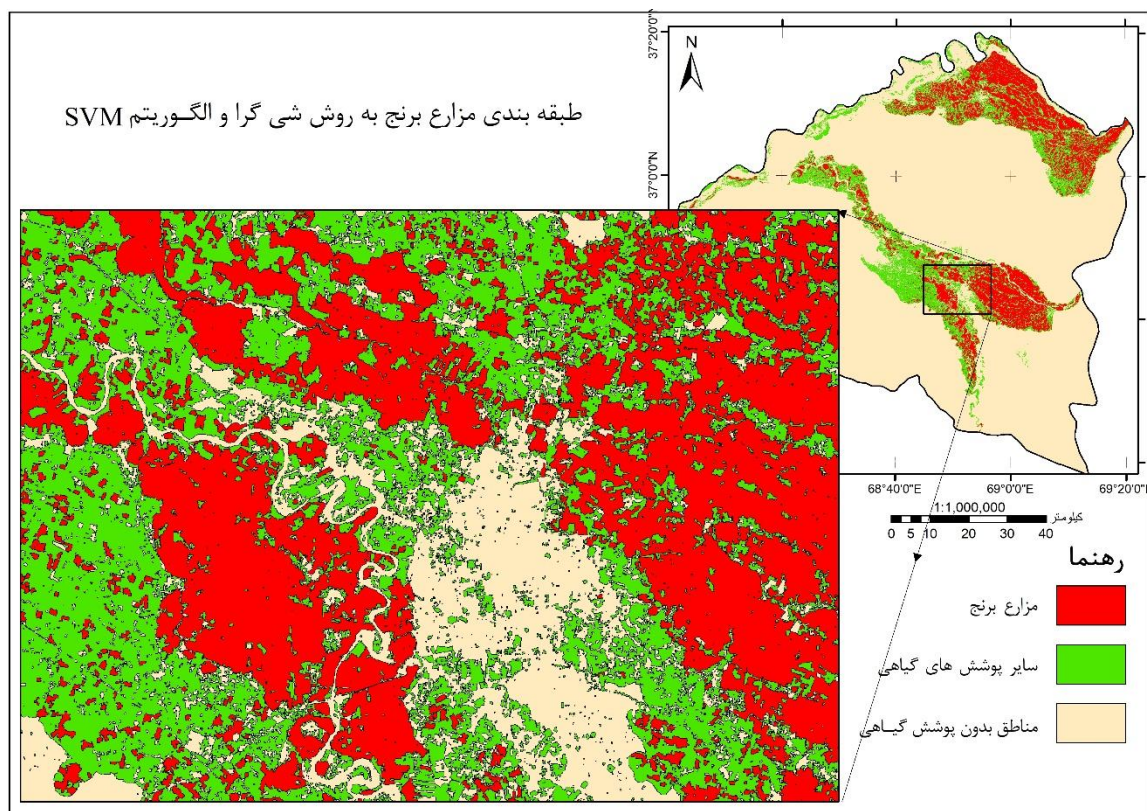 طبقه بندی مزارع برنج به روش شی گرا و الگــوریتم SVM
N
37°20'0"N
37°0'0"N
68°40'0"E
69°0'0"E
69°20'0"E
1:1,000,000
0 5 10 20 30 40
کیلومتر
رهنما
مزارع برنج
سایر پوشش های گیاهی
مناطق بدون پوشش گیـاهی